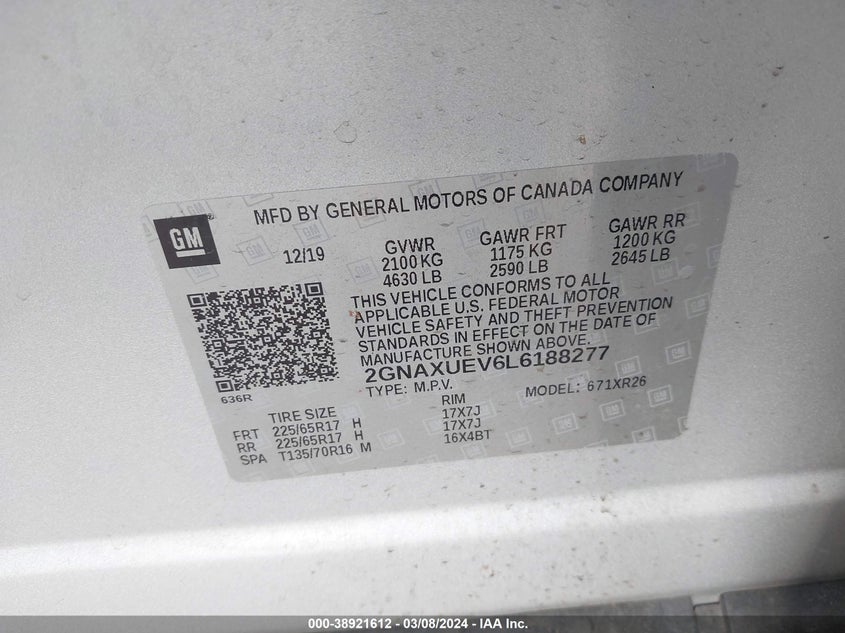 MFD BY GENERAL MOTORS OF CANADA COMPANY
GM
12/19
GVWR
2100 KG
4630 LB
GAWR FRT
1175 KG
2590 LB
GAWR RR
1200 KG
2645 LB
THIS VEHICLE CONFORMS TO ALL
APPLICABLE U.S. FEDERAL MOTOR
VEHICLE SAFETY AND THEFT PREVENTION
STANDARDS IN EFFECT ON THE DATE OF
MANUFACTURE SHOWN ABOVE.
2GNAXUEV6L6188277
TYPE: M.P.V. MODEL: 671XR26
636R
TIRE SIZE RIM
FRT 225/65R17 H 17X7J
RR 225/65R17 H 17X7J
SPA T135/70R16 M 16X4BT
000-38921612 - 03/08/2024 - IAA Inc.